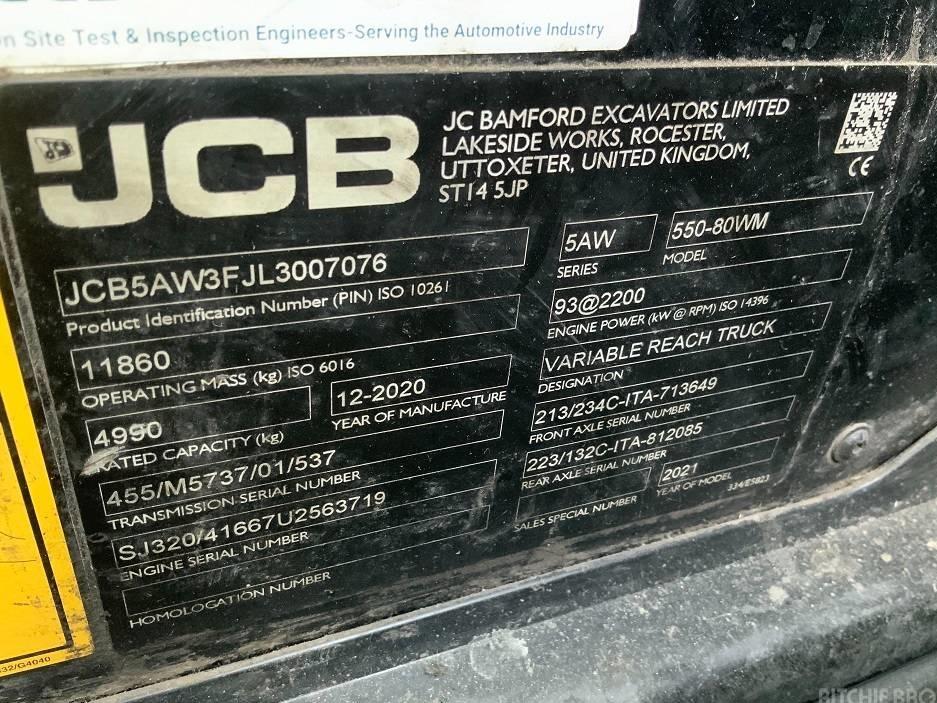 n Site Test & Inspection Engineers-Serving the Automotive Industry
JCB
JC BAMFORD EXCAVATORS LIMITED
LAKESIDE WORKS, ROCESTER,
UTTOXETER, UNITED KINGDOM,
ST14 5JP
CE
JCB5AW3FJL3007076
Product Identification Number (PIN) ISO 10261
11860
OPERATING MASS (kg) ISO 6016
4990
RATED CAPACITY (kg)
12-2020
YEAR OF MANUFACTURE
455/M5737/01/537
TRANSMISSION SERIAL NUMBER
SJ320/41667U2563719
ENGINE SERIAL NUMBER
HOMOLOGATION NUMBER
5AW
SERIES
550-80WM
MODEL
93@2200
ENGINE POWER (kW @ RPM) ISO 14396
VARIABLE REACH TRUCK
DESIGNATION
213/234C-ITA-713649
FRONT AXLE SERIAL NUMBER
223/132C-ITA-812085
REAR AXLE SERIAL NUMBER
SALES SPECIAL NUMBER
2021
YEAR OF MODEL
334/E5823
32/G4040
RITCHIE BRO